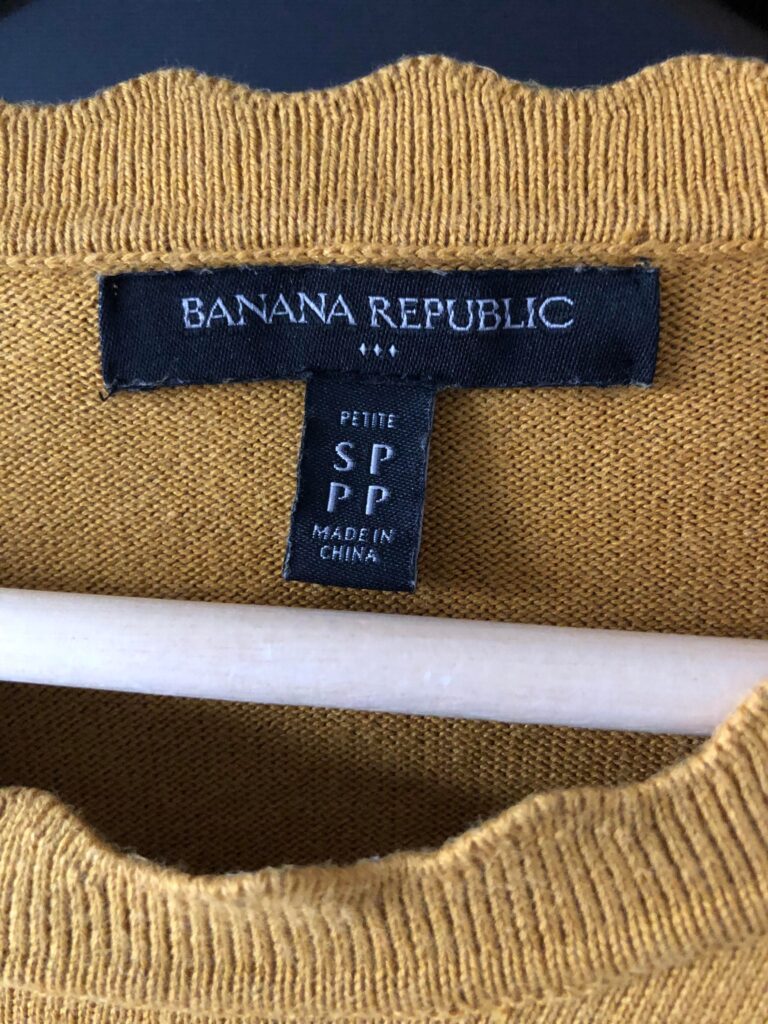 BANANA REPUBLIC
PETITE
SP
PP
MADE IN
CHINA